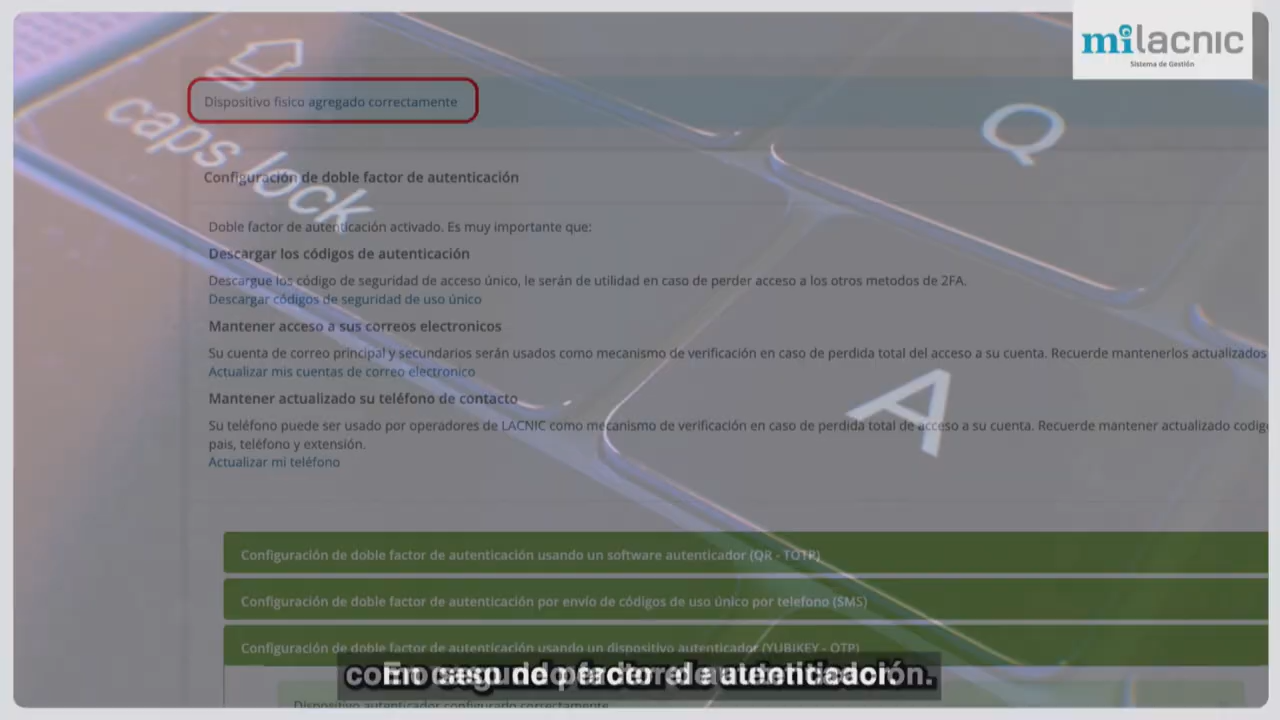 milacnic
Sistema de Gestión
Dispositivo fisico agregado correctamente
caps lock
Q
Configuración de doble factor de autenticación
Doble factor de autenticación activado. Es muy importante que:
Descargar los códigos de autenticación
Descargue los código de seguridad de acceso único, le serán de utilidad en caso de perder acceso a los otros metodos de 2FA.
Descargar códigos de seguridad de uso único
Mantener acceso a sus correos electronicos
Su cuenta de correo principal y secundarios serán usados como mecanismo de verificación en caso de perdida total del acceso a su cuenta. Recuerde mantenerlos actualizados
Actualizar mis cuentas de correo electronico
A
Mantener actualizado su teléfono de contacto
Su teléfono puede ser usado por operadores de LACNIC como mecanismo de verificación en caso de perdida total de acceso a su cuenta. Recuerde mantener actualizado codig
pais, teléfono y extensión.
Actualizar mi teléfono
Configuración de doble factor de autenticación usando un software autenticador (QR - TOTP)
Configuración de doble factor de autenticación por envío de códigos de uso único por telefono (SMS)
Configuración de doble factor de autenticación usando un dispositivo autenticador (YUBIKEY - OTP)
como segundo factor de autenticación.
Dispositivo autenticador configurado correctamente